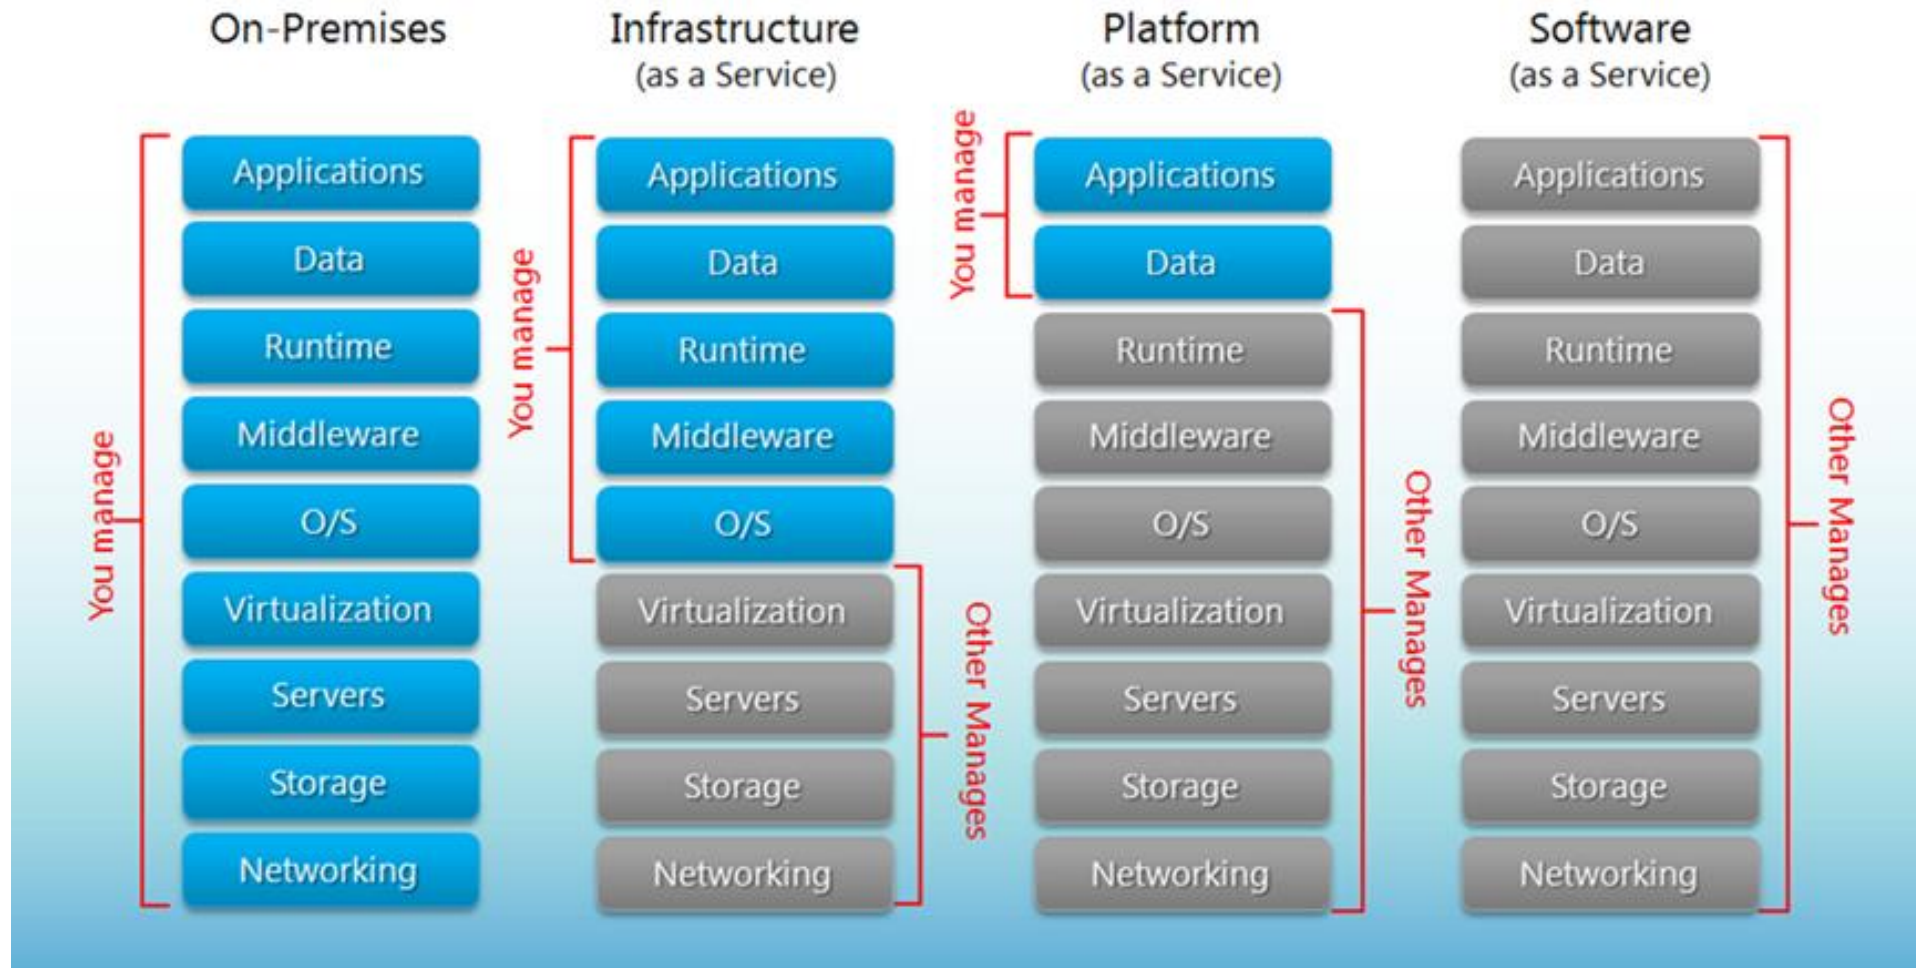 On-Premises
You manage
Applications
Data
Runtime
Middleware
O/S
Virtualization
Servers
Storage
Networking
Infrastructure
(as a Service)
You manage
Applications
Data
Runtime
Middleware
O/S
Virtualization
Servers
Storage
Networking
Other Manages
Platform
(as a Service)
You manage
Applications
Data
Runtime
Middleware
O/S
Virtualization
Servers
Storage
Networking
Other Manages
Software
(as a Service)
Applications
Data
Runtime
Middleware
O/S
Virtualization
Servers
Storage
Networking
Other Manages